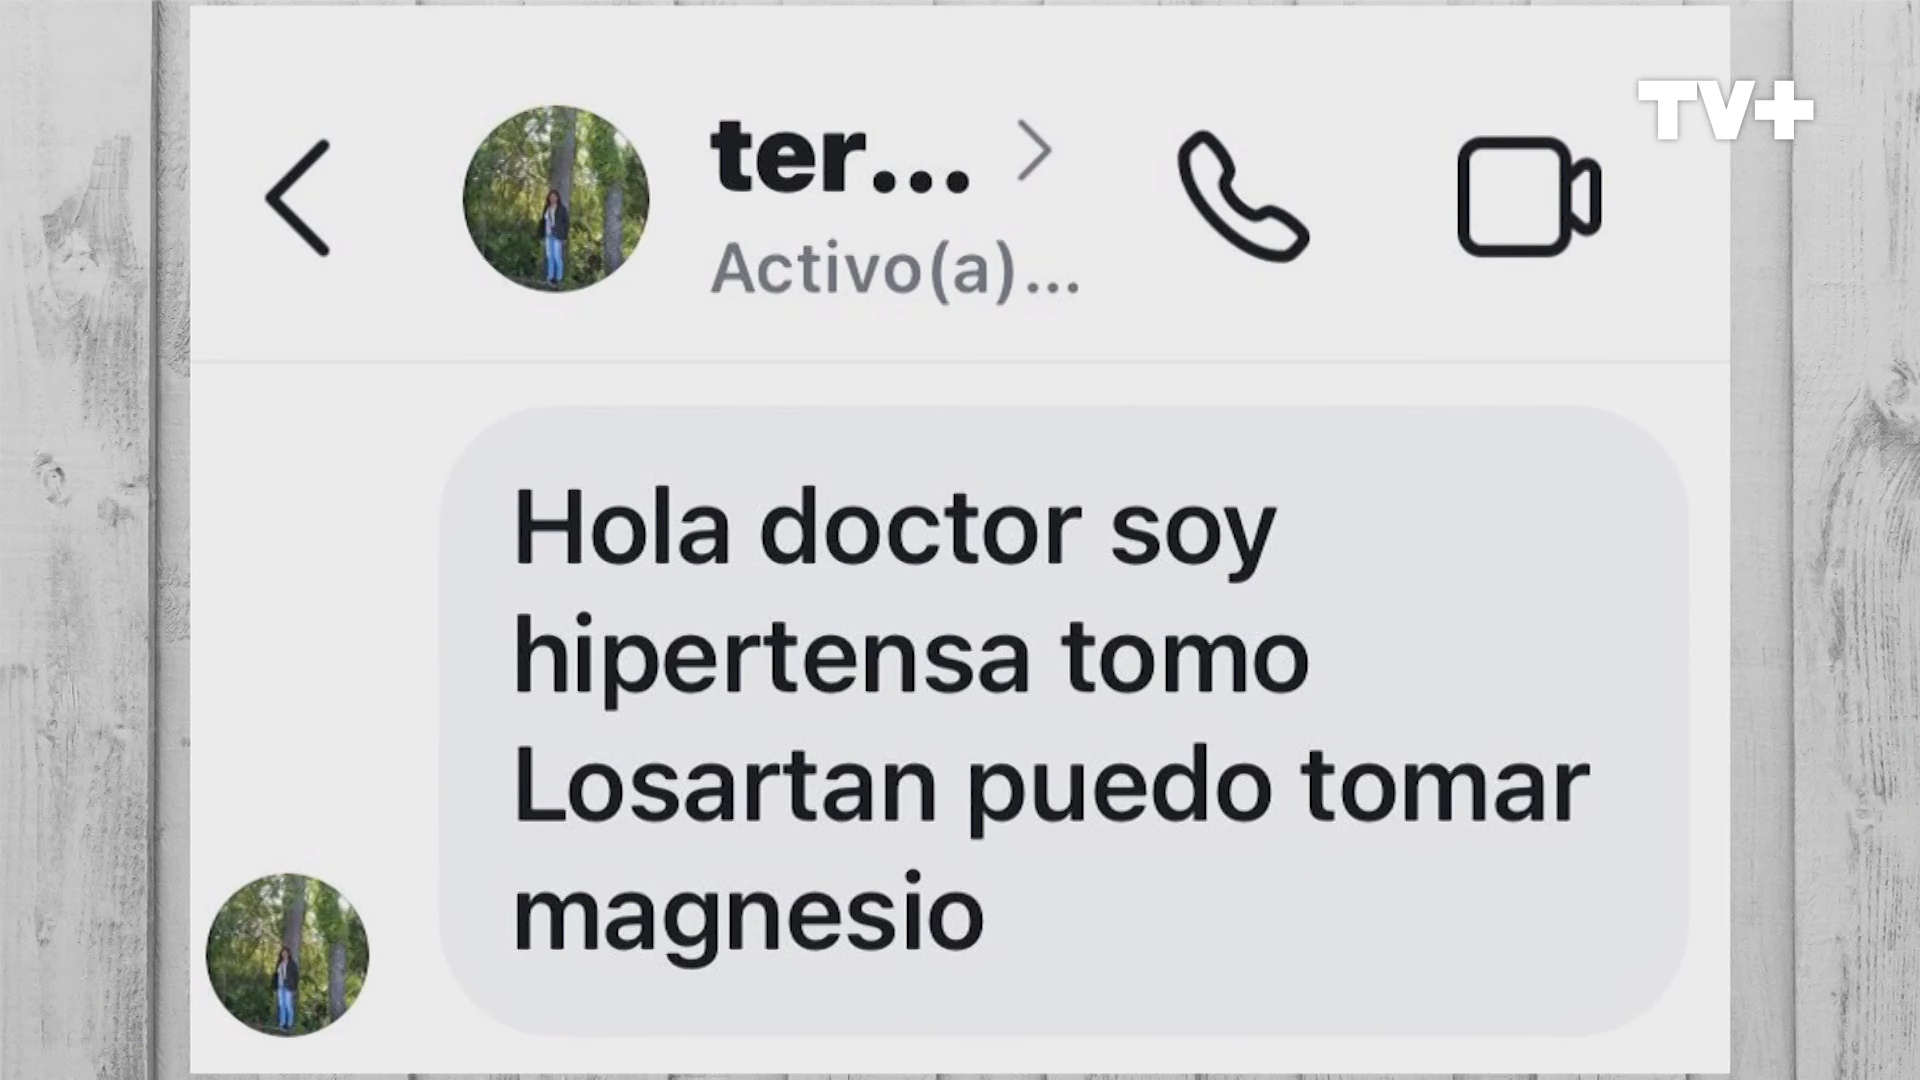 TV+
ter...
Activo(a)...
Hola doctor soy
hipertensa tomo
Losartan puedo tomar
magnesio